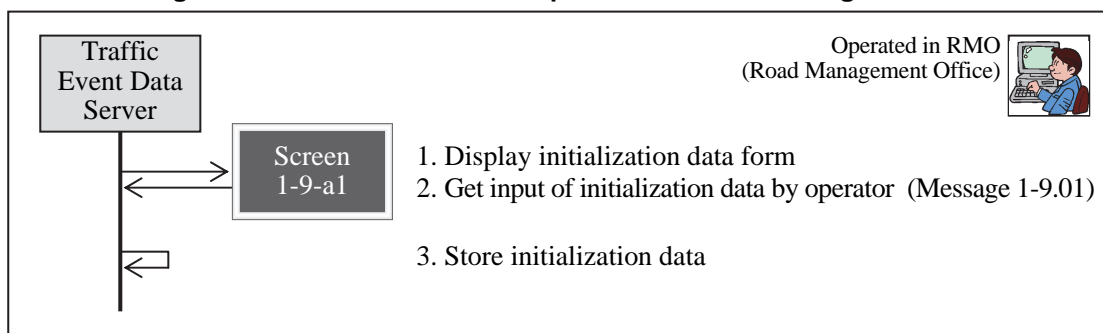 Traffic
Event Data
Server
Operated in RMO
(Road Management Office)
Screen
1-9-a1
1. Display initialization data form
2. Get input of initialization data by operator (Message 1-9.01)
3. Store initialization data